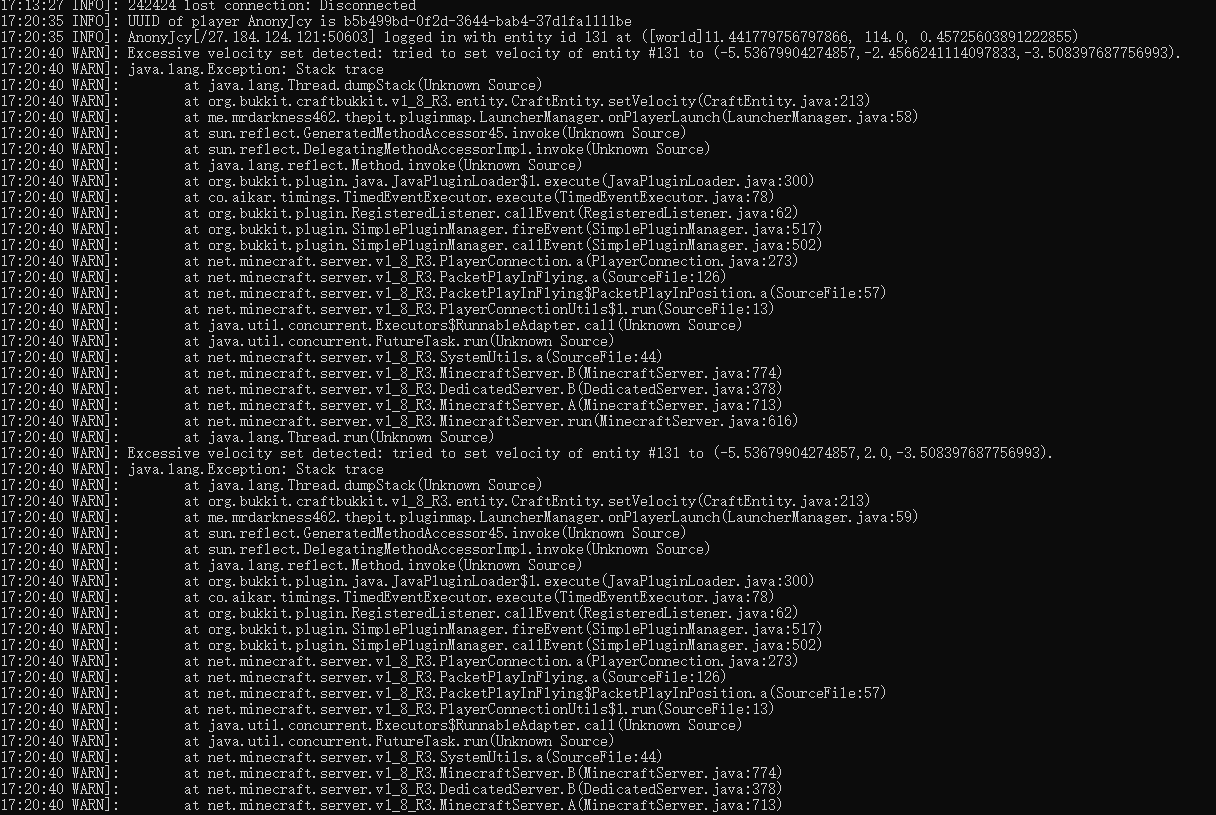 17:13:27 INFO]: 242424 lost connection: Disconnected
17:20:35 INFO]: UUID of player AnonyJcy is b5b499bd-0f2d-3644-bab4-37d1fa1111be
17:20:35 INFO]: AnonyJcy[/27.184.124.121:50603] logged in with entity id 131 at ([world]11.441779756797866, 114.0, 0.45725603891222855)
17:20:40 WARN]: Excessive velocity set detected: tried to set velocity of entity #131 to (-5.53679904274857,-2.4566241114097833,-3.508397687756993).
17:20:40 WARN]: java.lang.Exception: Stack trace
17:20:40 WARN]: at java.lang.Thread.dumpStack(Unknown Source)
17:20:40 WARN]: at org.bukkit.craftbukkit.v1_8_R3.entity.CraftEntity.setVelocity(CraftEntity.java:213)
17:20:40 WARN]: at me.mrdarkness462.thepit.pluginmap.LauncherManager.onPlayerLaunch(LauncherManager.java:58)
17:20:40 WARN]: at sun.reflect.GeneratedMethodAccessor45.invoke(Unknown Source)
17:20:40 WARN]: at sun.reflect.DelegatingMethodAccessorImpl.invoke(Unknown Source)
17:20:40 WARN]: at java.lang.reflect.Method.invoke(Unknown Source)
17:20:40 WARN]: at org.bukkit.plugin.java.JavaPluginLoader$1.execute(JavaPluginLoader.java:300)
17:20:40 WARN]: at co.aikar.timings.TimedEventExecutor.execute(TimedEventExecutor.java:78)
17:20:40 WARN]: at org.bukkit.plugin.RegisteredListener.callEvent(RegisteredListener.java:62)
17:20:40 WARN]: at org.bukkit.plugin.SimplePluginManager.fireEvent(SimplePluginManager.java:517)
17:20:40 WARN]: at org.bukkit.plugin.SimplePluginManager.callEvent(SimplePluginManager.java:502)
17:20:40 WARN]: at net.minecraft.server.v1_8_R3.PlayerConnection.a(PlayerConnection.java:273)
17:20:40 WARN]: at net.minecraft.server.v1_8_R3.PacketPlayInFlying.a(SourceFile:126)
17:20:40 WARN]: at net.minecraft.server.v1_8_R3.PacketPlayInFlying$PacketPlayInPosition.a(SourceFile:57)
17:20:40 WARN]: at net.minecraft.server.v1_8_R3.PlayerConnectionUtils$1.run(SourceFile:13)
17:20:40 WARN]: at java.util.concurrent.Executors$RunnableAdapter.call(Unknown Source)
17:20:40 WARN]: at java.util.concurrent.FutureTask.run(Unknown Source)
17:20:40 WARN]: at net.minecraft.server.v1_8_R3.SystemUtils.a(SourceFile:44)
17:20:40 WARN]: at net.minecraft.server.v1_8_R3.MinecraftServer.B(MinecraftServer.java:774)
17:20:40 WARN]: at net.minecraft.server.v1_8_R3.DedicatedServer.B(DedicatedServer.java:378)
17:20:40 WARN]: at net.minecraft.server.v1_8_R3.MinecraftServer.A(MinecraftServer.java:713)
17:20:40 WARN]: at net.minecraft.server.v1_8_R3.MinecraftServer.run(MinecraftServer.java:616)
17:20:40 WARN]: at java.lang.Thread.run(Unknown Source)
17:20:40 WARN]: Excessive velocity set detected: tried to set velocity of entity #131 to (-5.53679904274857,2.0,-3.508397687756993).
17:20:40 WARN]: java.lang.Exception: Stack trace
17:20:40 WARN]: at java.lang.Thread.dumpStack(Unknown Source)
17:20:40 WARN]: at org.bukkit.craftbukkit.v1_8_R3.entity.CraftEntity.setVelocity(CraftEntity.java:213)
17:20:40 WARN]: at me.mrdarkness462.thepit.pluginmap.LauncherManager.onPlayerLaunch(LauncherManager.java:59)
17:20:40 WARN]: at sun.reflect.GeneratedMethodAccessor45.invoke(Unknown Source)
17:20:40 WARN]: at sun.reflect.DelegatingMethodAccessorImpl.invoke(Unknown Source)
17:20:40 WARN]: at java.lang.reflect.Method.invoke(Unknown Source)
17:20:40 WARN]: at org.bukkit.plugin.java.JavaPluginLoader$1.execute(JavaPluginLoader.java:300)
17:20:40 WARN]: at co.aikar.timings.TimedEventExecutor.execute(TimedEventExecutor.java:78)
17:20:40 WARN]: at org.bukkit.plugin.RegisteredListener.callEvent(RegisteredListener.java:62)
17:20:40 WARN]: at org.bukkit.plugin.SimplePluginManager.fireEvent(SimplePluginManager.java:517)
17:20:40 WARN]: at org.bukkit.plugin.SimplePluginManager.callEvent(SimplePluginManager.java:502)
17:20:40 WARN]: at net.minecraft.server.v1_8_R3.PlayerConnection.a(PlayerConnection.java:273)
17:20:40 WARN]: at net.minecraft.server.v1_8_R3.PacketPlayInFlying.a(SourceFile:126)
17:20:40 WARN]: at net.minecraft.server.v1_8_R3.PacketPlayInFlying$PacketPlayInPosition.a(SourceFile:57)
17:20:40 WARN]: at net.minecraft.server.v1_8_R3.PlayerConnectionUtils$1.run(SourceFile:13)
17:20:40 WARN]: at java.util.concurrent.Executors$RunnableAdapter.call(Unknown Source)
17:20:40 WARN]: at java.util.concurrent.FutureTask.run(Unknown Source)
17:20:40 WARN]: at net.minecraft.server.v1_8_R3.SystemUtils.a(SourceFile:44)
17:20:40 WARN]: at net.minecraft.server.v1_8_R3.MinecraftServer.B(MinecraftServer.java:774)
17:20:40 WARN]: at net.minecraft.server.v1_8_R3.DedicatedServer.B(DedicatedServer.java:378)
17:20:40 WARN]: at net.minecraft.server.v1_8_R3.MinecraftServer.A(MinecraftServer.java:713)